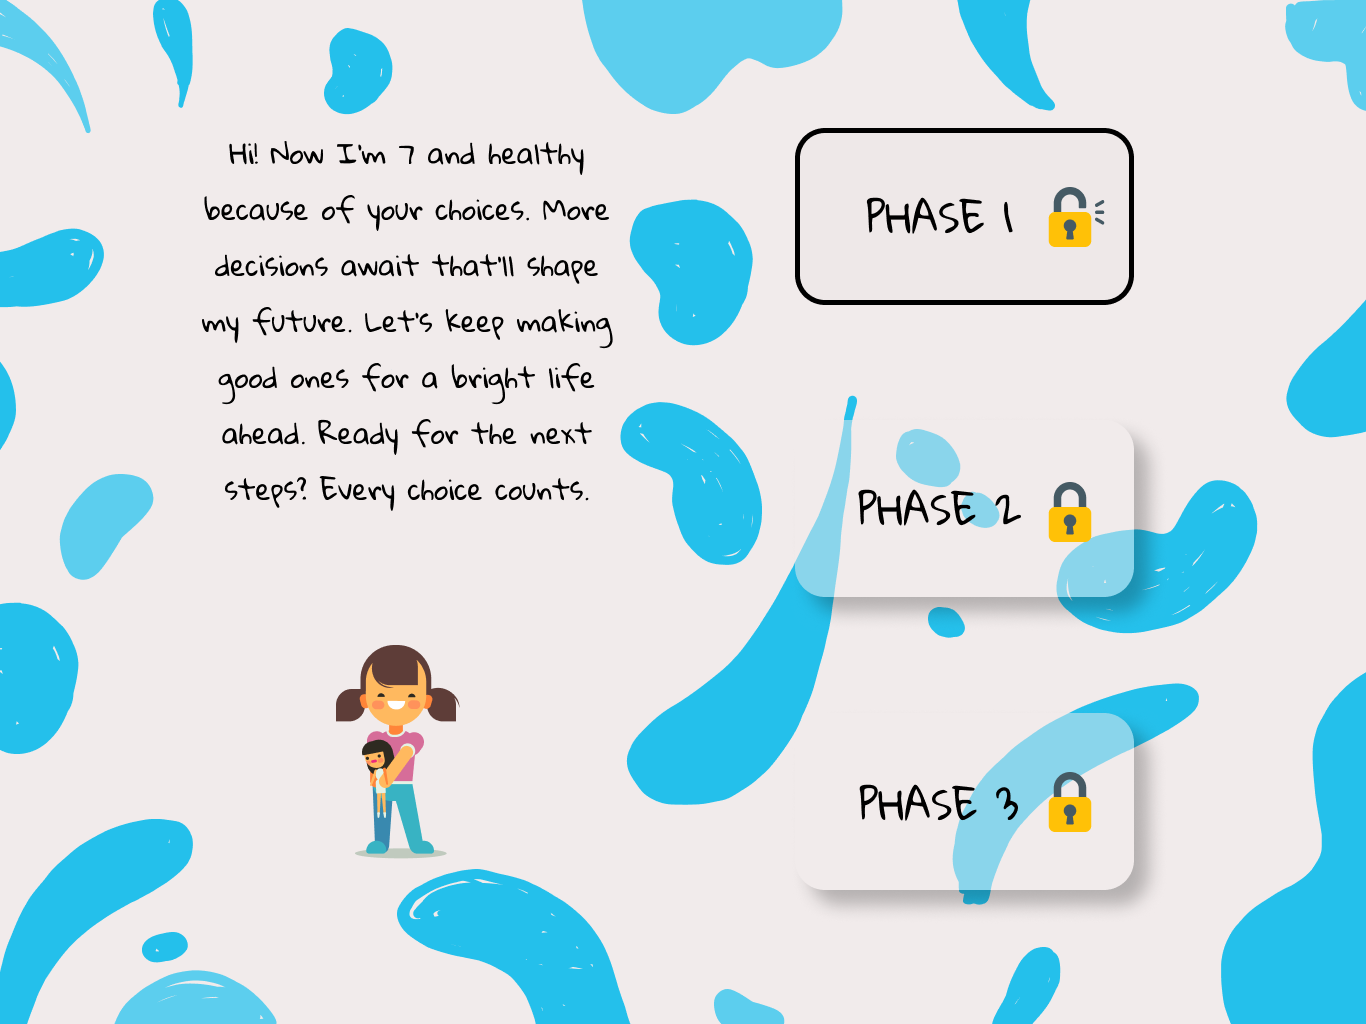 Hi! Now I'm 7 and healthy
because of your choices. More
decisions await that'll shape
my future. Let's keep making
good ones for a bright life
ahead. Ready for the next
steps? Every choice counts.
PHASE 1
PHASE 2
PHASE 3